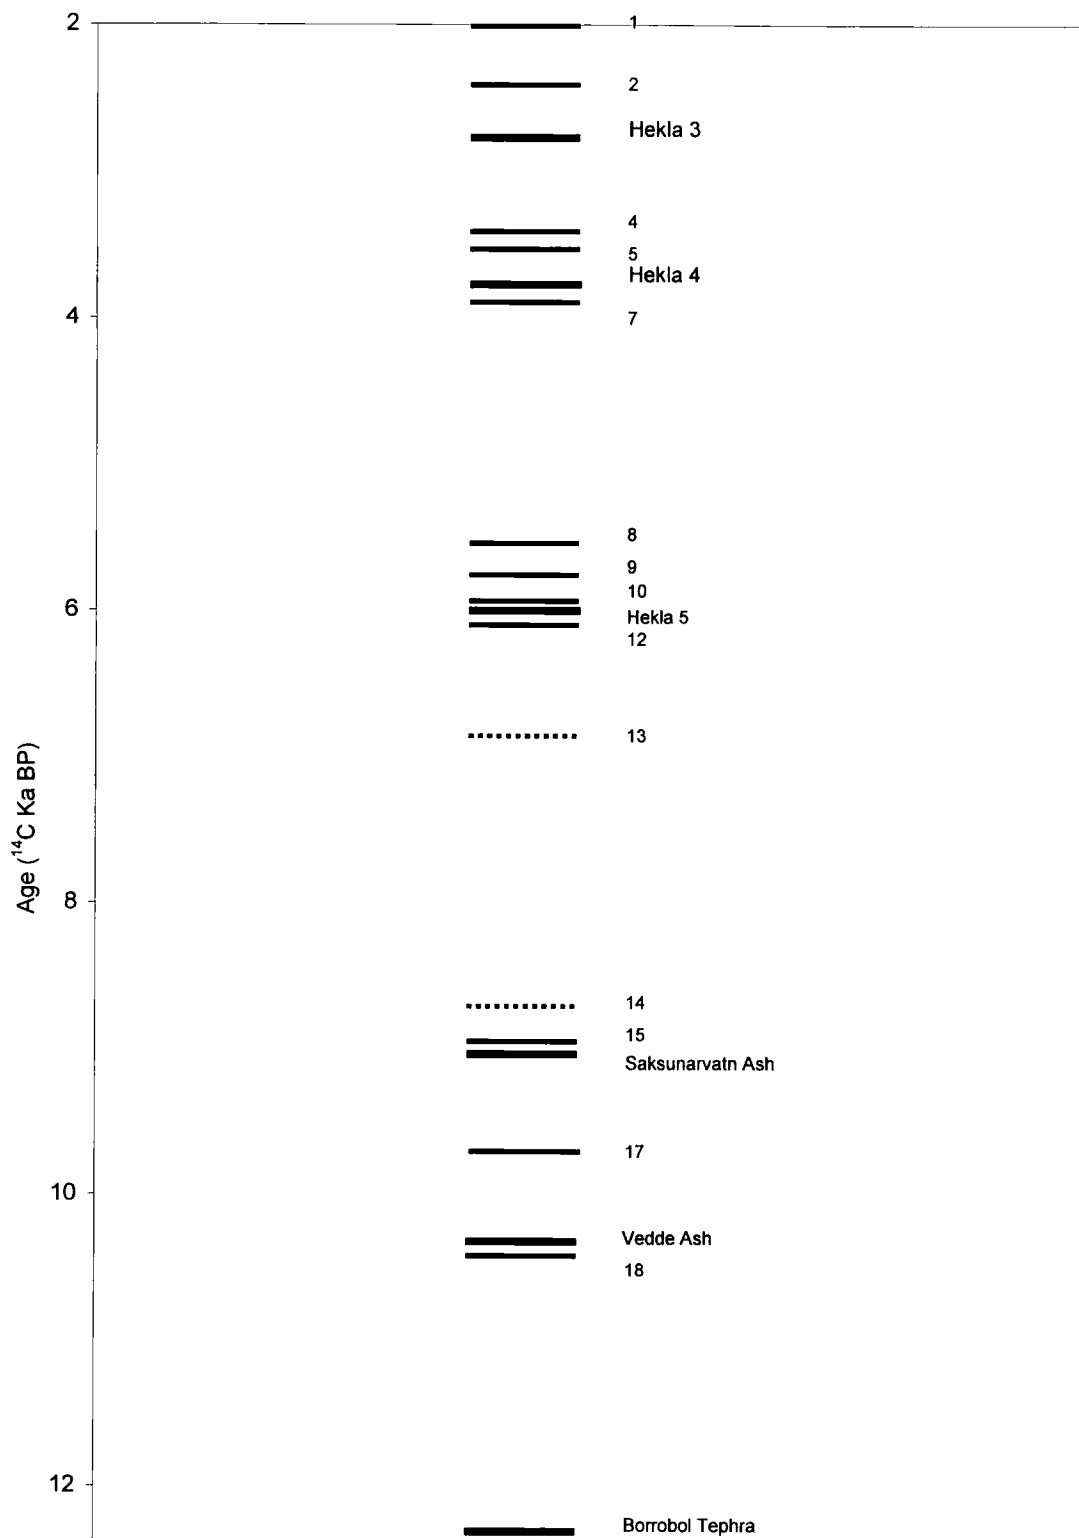 2
1
2
Hekla 3
4
5
Hekla 4
4
7
8
9
10
6
Hekla 5
12
13
Age (¹⁴C Ka BP)
8
14
15
Saksunarvatn Ash
17
10
Vedde Ash
18
12
Borrobol Tephra